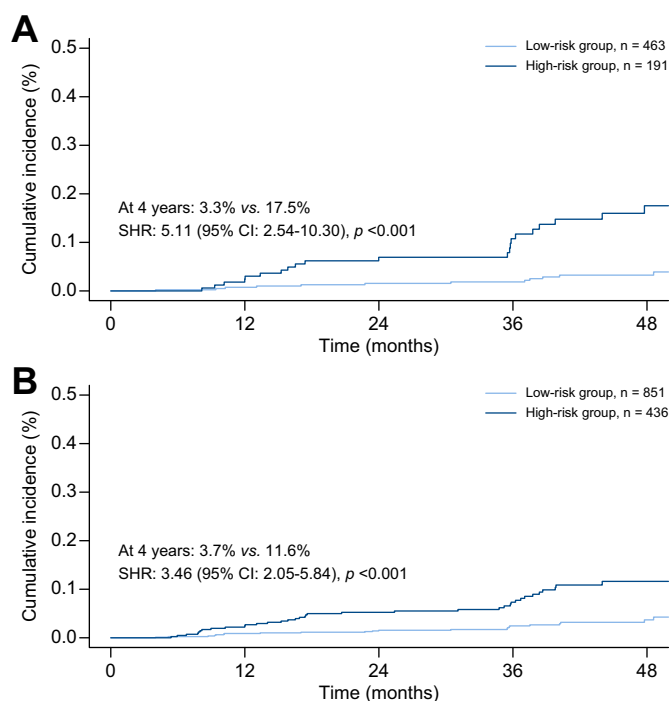 A
Cumulative incidence (%)
0.5
0.4
0.3
0.2
0.1
0.0
Low-risk group, n = 463
High-risk group, n = 191
At 4 years: 3.3% vs. 17.5%
SHR: 5.11 (95% CI: 2.54-10.30), p <0.001
0 12 24 36 48
Time (months)
B
Cumulative incidence (%)
0.5
0.4
0.3
0.2
0.1
0.0
Low-risk group, n = 851
High-risk group, n = 436
At 4 years: 3.7% vs. 11.6%
SHR: 3.46 (95% CI: 2.05-5.84), p <0.001
0 12 24 36 48
Time (months)